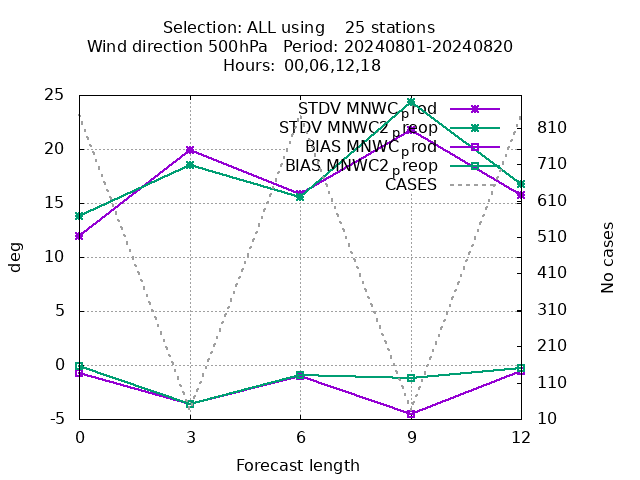 Selection: ALL using 25 stations
Wind direction 500hPa Period: 20240801-20240820
Hours: 00,06,12,18
STDV MNWC_prod
STDV MNWC2_preop
BIAS MNWC_prod
BIAS MNWC2_preop
CASES
25
20
15
10
5
0
-5
deg
810
710
610
510
410
310
210
110
10
No cases
0 3 6 9 12
Forecast length